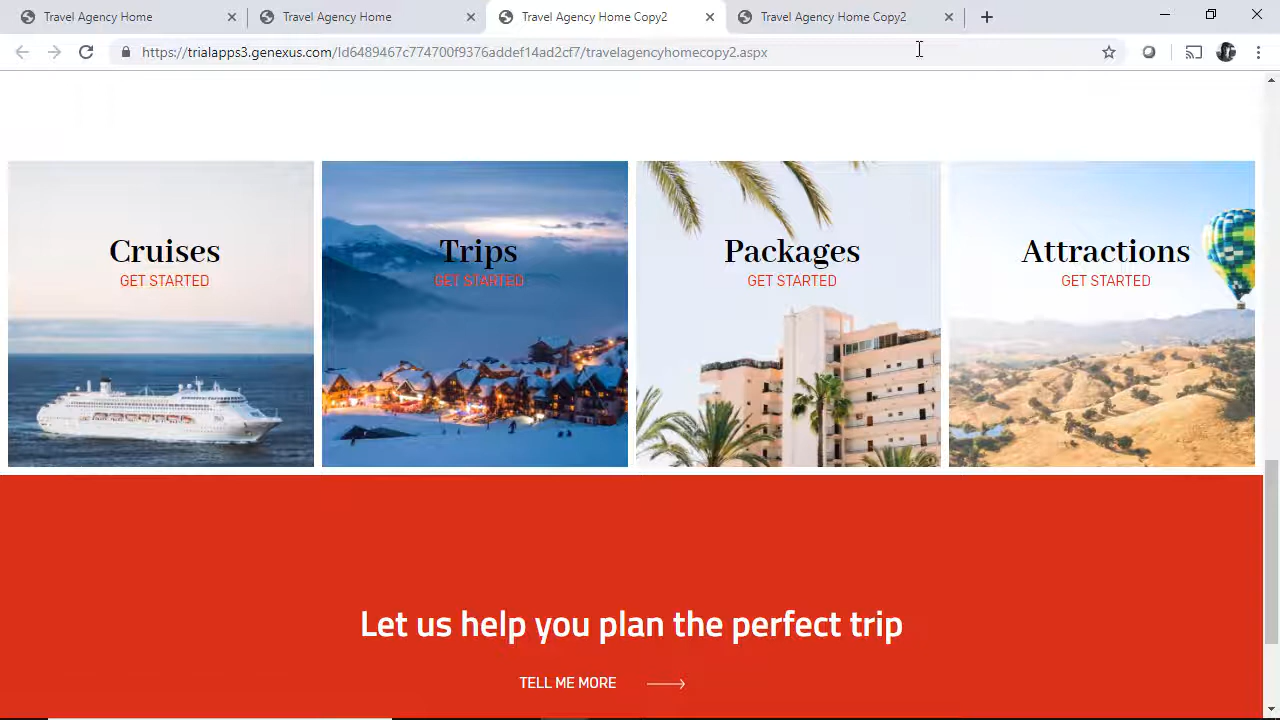 Travel Agency Home
Travel Agency Home
Travel Agency Home Copy2
Travel Agency Home Copy2
https://trialapps3.genexus.com/Id6489467c774700f9376addef14ad2cf7/travelagencyhomecopy2.aspx
Cruises
GET STARTED
Trips
GET STARTED
Packages
GET STARTED
Attractions
GET STARTED
Let us help you plan the perfect trip
TELL ME MORE